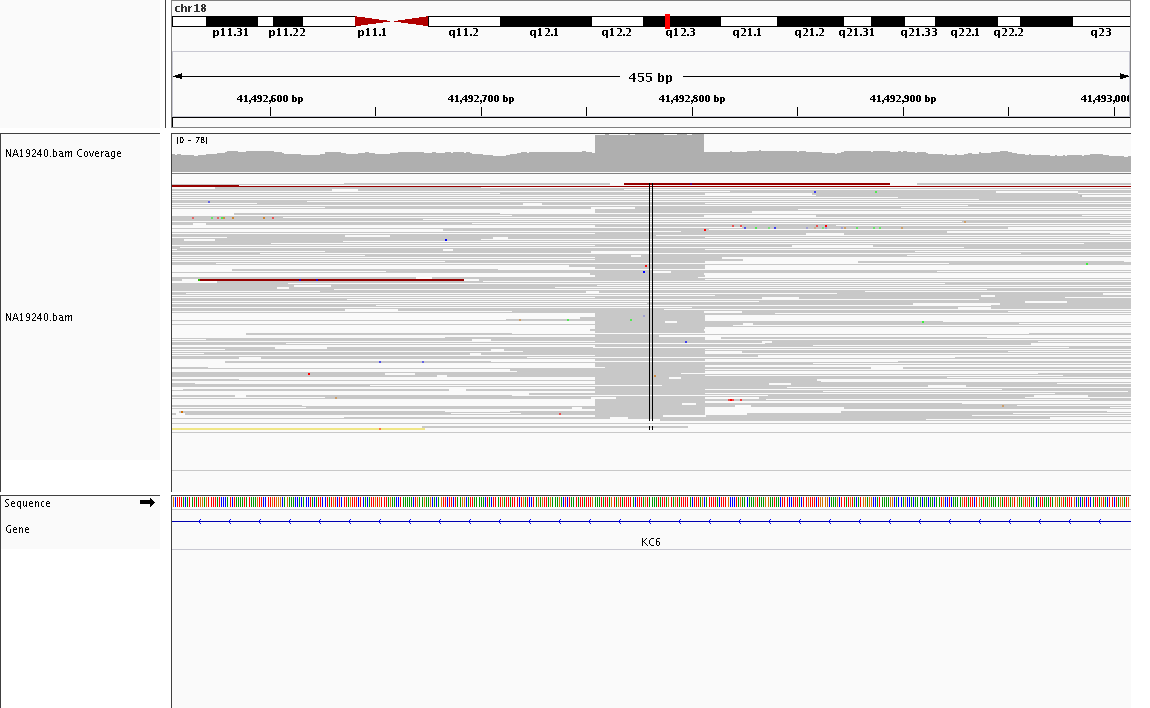 chr18
p11.31 p11.22 p11.1 q11.2 q12.1 q12.2 q12.3 q21.1 q21.2 q21.31 q21.33 q22.1 q22.2 q23
455 bp
41,492,600 bp 41,492,700 bp 41,492,800 bp 41,492,900 bp 41,493,000
[0 - 78]
NA19240.bam Coverage
NA19240.bam
Sequence
Gene
KC6